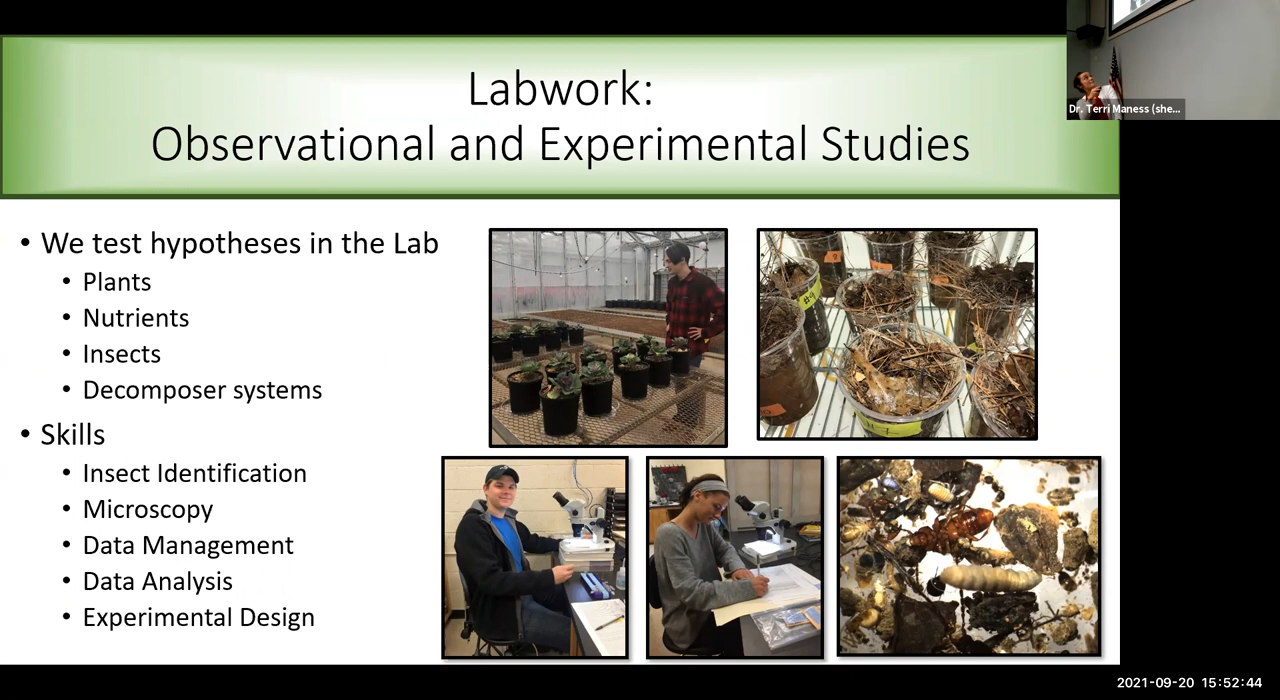 Labwork:
Observational and Experimental Studies
Dr. Terri Maness (she...
• We test hypotheses in the Lab
• Plants
• Nutrients
• Insects
• Decomposer systems
• Skills
• Insect Identification
• Microscopy
• Data Management
• Data Analysis
• Experimental Design
2021-09-20 15:52:44